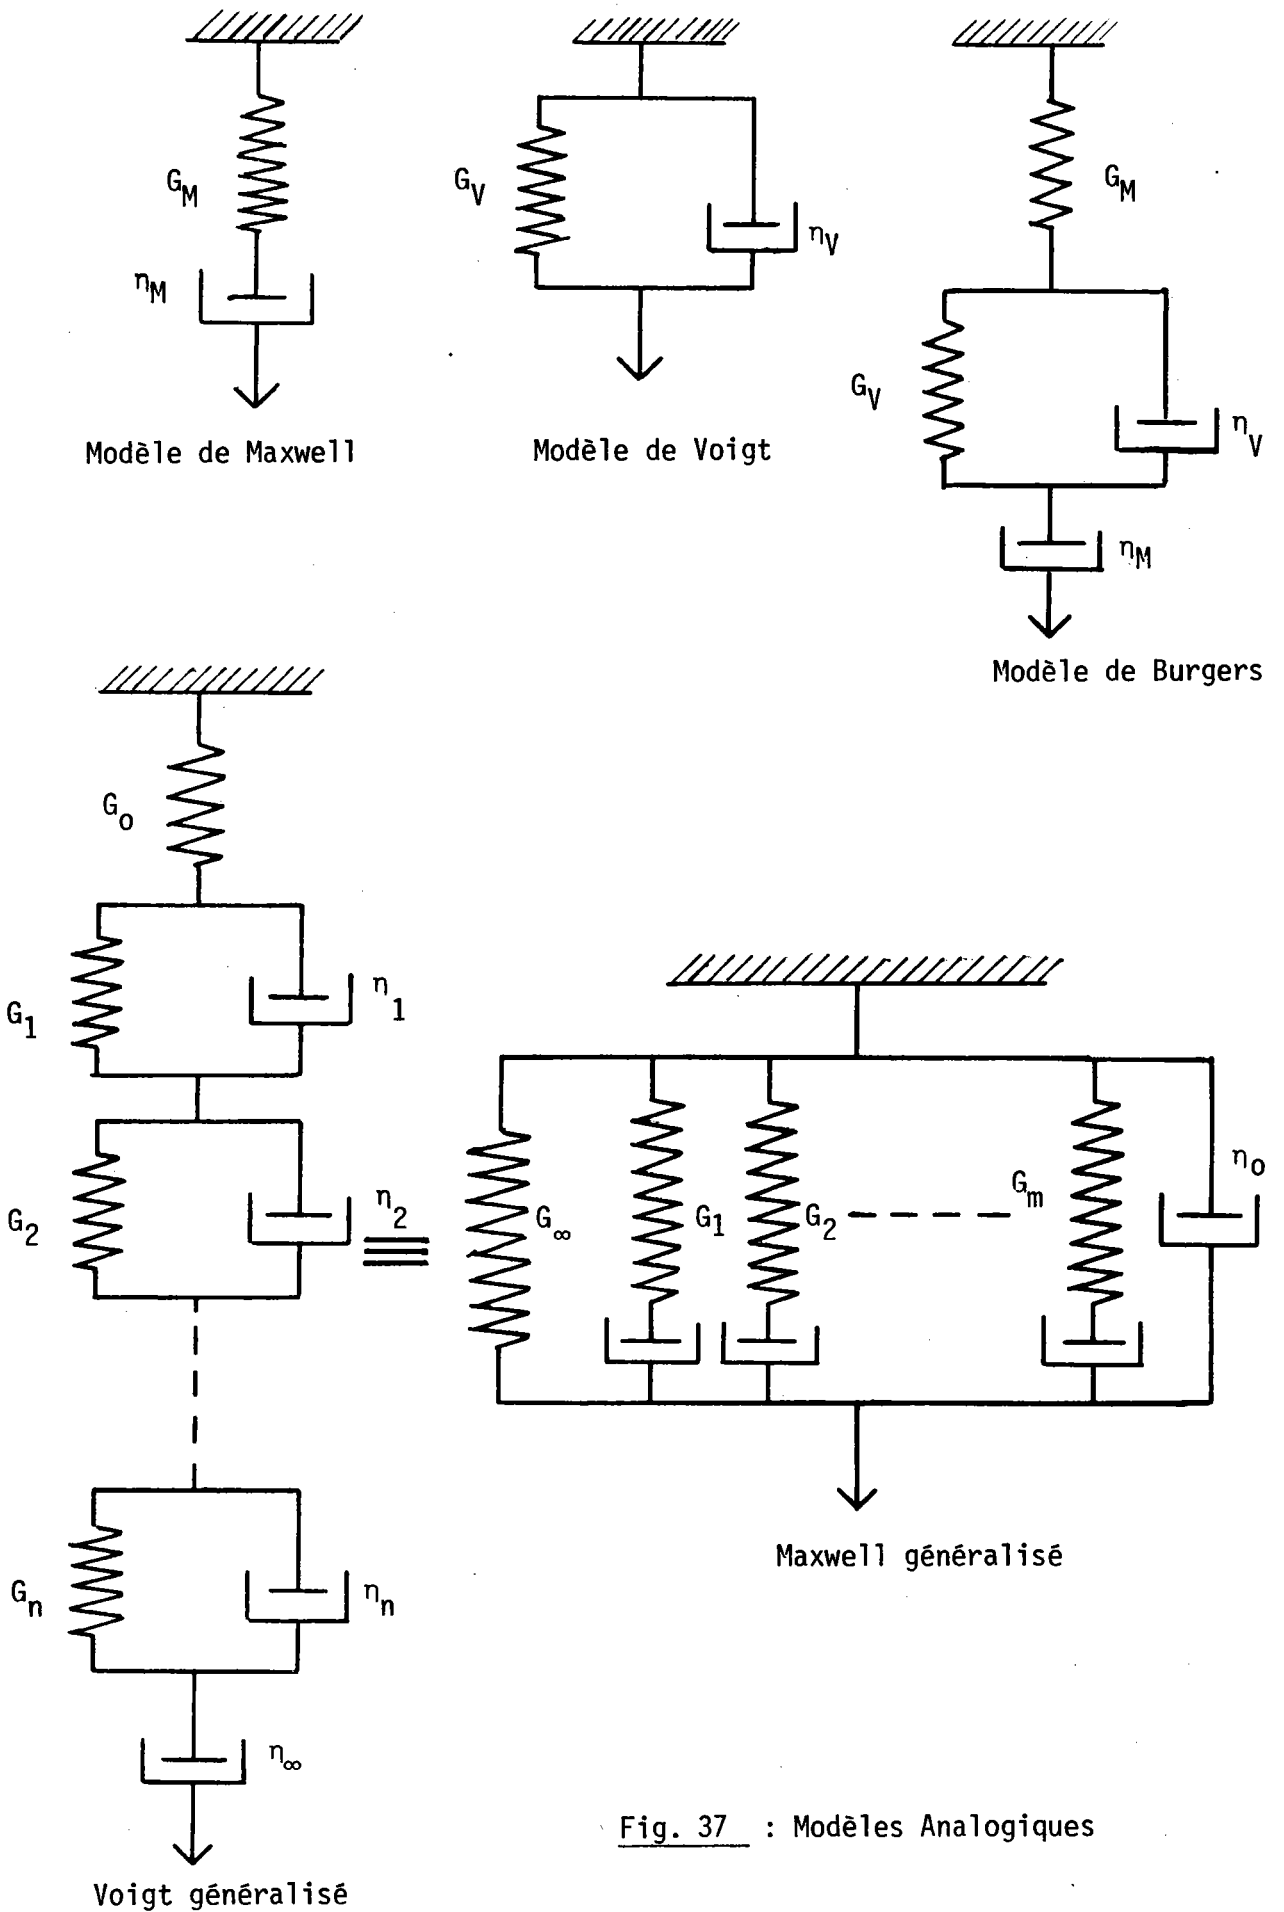 G_M
η_M
Modèle de Maxwell
G_V
η_V
Modèle de Voigt
G_M
G_V
η_V
η_M
Modèle de Burgers
G_o
G_1
η_1
G_2
η_2
G_n
η_n
η_∞
Voigt généralisé
≡
G_∞
G_1
G_2
G_m
η_o
Maxwell généralisé
Fig. 37 : Modèles Analogiques